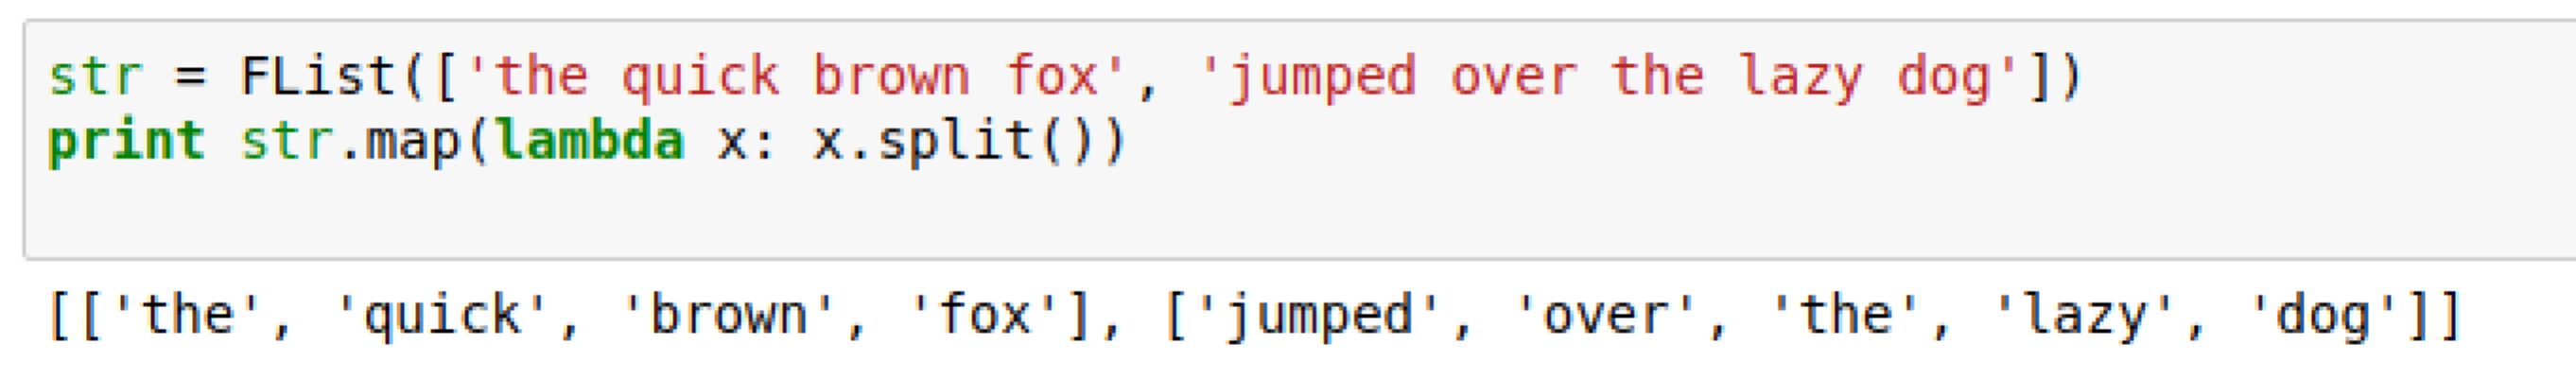 str = FList(['the quick brown fox', 'jumped over the lazy dog'])
print str.map(lambda x: x.split())
[['the', 'quick', 'brown', 'fox'], ['jumped', 'over', 'the', 'lazy', 'dog']]